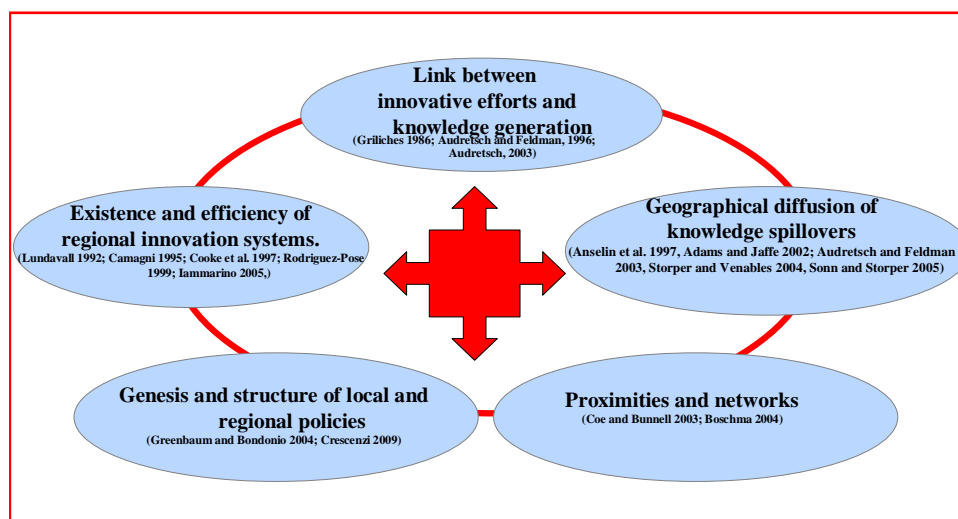 Link between
innovative efforts and
knowledge generation
(Griliches 1986; Audretsch and Feldman, 1996;
Audretsch, 2003)
Existence and efficiency of
regional innovation systems.
(Lundavall 1992; Camagni 1995; Cooke et al. 1997; Rodriguez-Pose
1999; Iammarino 2005,)
Geographical diffusion of
knowledge spillovers
(Anselin et al. 1997, Adams and Jaffe 2002; Audretsch and Feldman
2003, Storper and Venables 2004, Sonn and Storper 2005)
Genesis and structure of local and
regional policies
(Greenbaum and Bondonio 2004; Crescenzi 2009)
Proximities and networks
(Coe and Bunnell 2003; Boschma 2004)